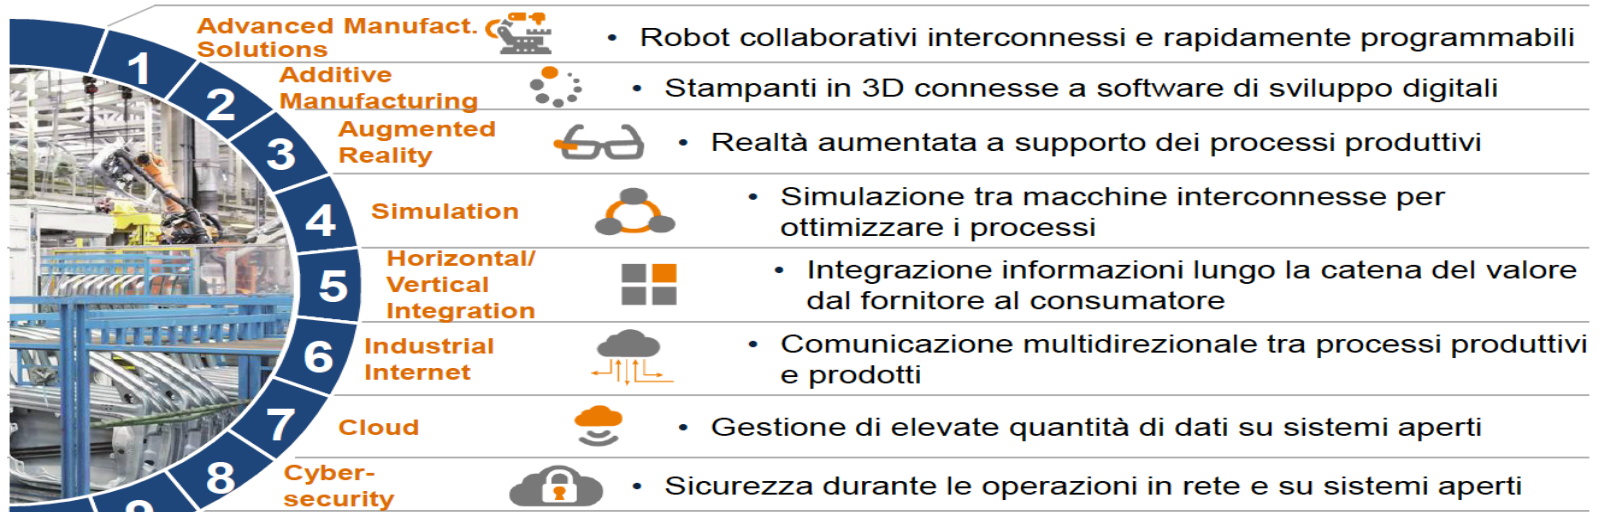 1
Advanced Manufact.
Solutions
• Robot collaborativi interconnessi e rapidamente programmabili
2
Additive
Manufacturing
• Stampanti in 3D connesse a software di sviluppo digitali
3
Augmented
Reality
• Realtà aumentata a supporto dei processi produttivi
4
Simulation
• Simulazione tra macchine interconnesse per
ottimizzare i processi
5
Horizontal/
Vertical
Integration
• Integrazione informazioni lungo la catena del valore
dal fornitore al consumatore
6
Industrial
Internet
• Comunicazione multidirezionale tra processi produttivi
e prodotti
7
Cloud
• Gestione di elevate quantità di dati su sistemi aperti
8
Cyber-
security
• Sicurezza durante le operazioni in rete e su sistemi aperti
9